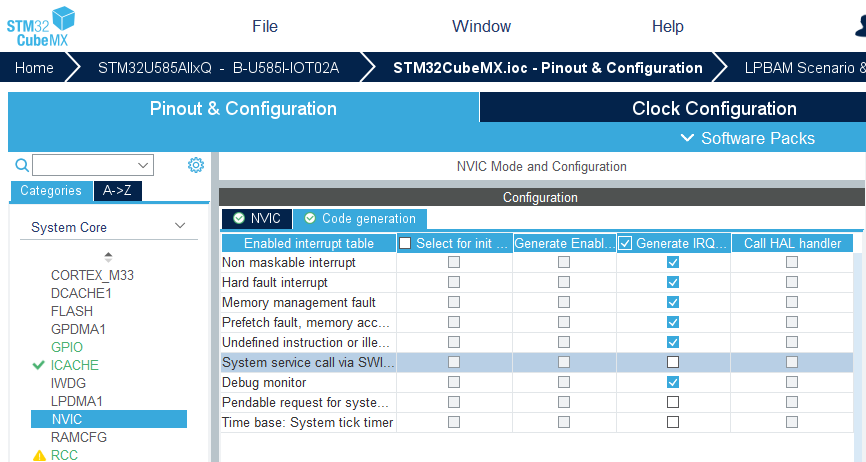 STM32
CubeMX
File
Window
Help
Home
STM32U585AIIxQ - B-U585I-IOT02A
STM32CubeMX.ioc - Pinout & Configuration
LPBAM Scenario &
Pinout & Configuration
Clock Configuration
Software Packs
NVIC Mode and Configuration
Categories
A->Z
Configuration
System Core
NVIC
Code generation
Enabled interrupt table
Select for init ...
Generate Enabl...
Generate IRQ...
Call HAL handler
Non maskable interrupt
Hard fault interrupt
Memory management fault
Prefetch fault, memory acc...
Undefined instruction or ille...
System service call via SWI...
Debug monitor
Pendable request for syste...
Time base: System tick timer
CORTEX_M33
DCACHE1
FLASH
GPDMA1
GPIO
ICACHE
IWDG
LPDMA1
NVIC
RAMCFG
RCC